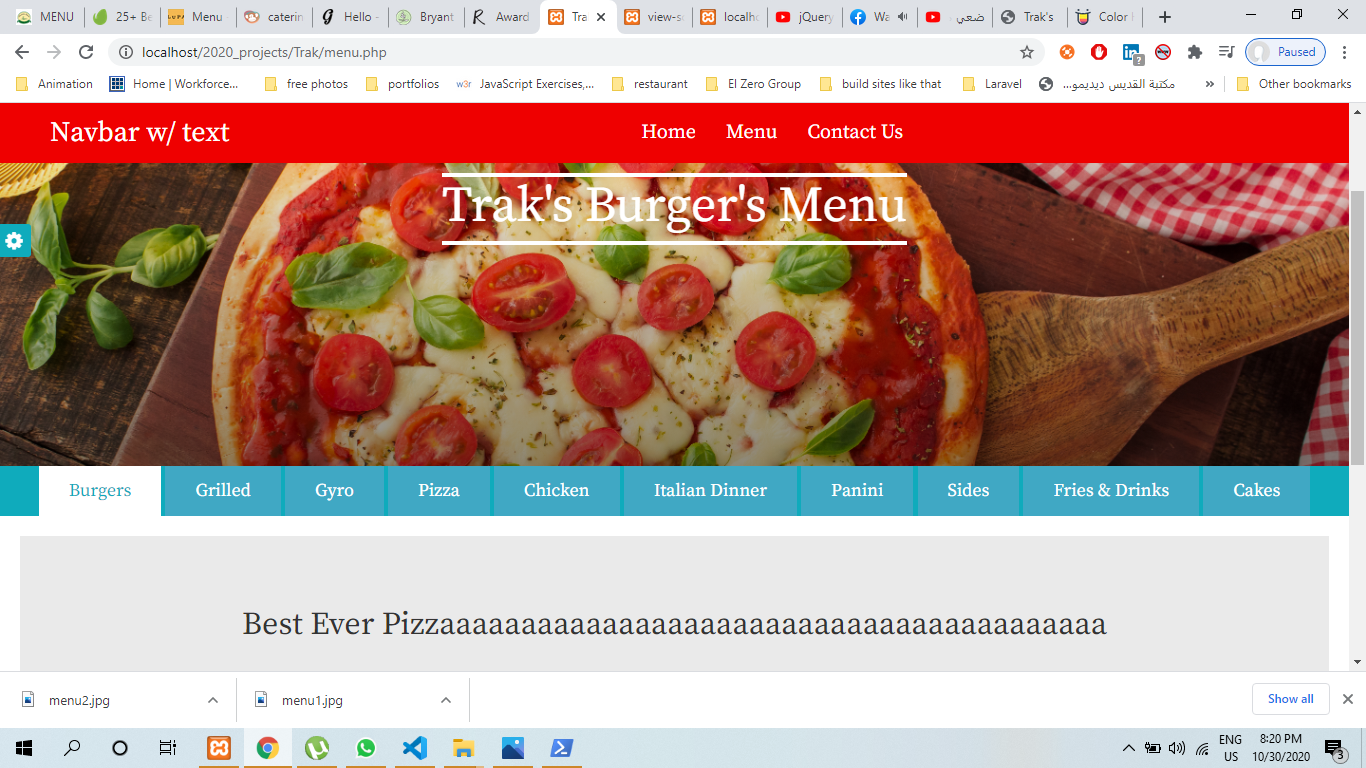 MENU
25+ Be
Menu
caterin
Hello
Bryant
Award
Tra
view-s
localho
jQuery
Wa
ضعي
Trak's
Color
localhost/2020_projects/Trak/menu.php
Paused
Animation
Home | Workforce...
free photos
portfolios
w3r
JavaScript Exercises,...
restaurant
El Zero Group
build sites like that
Laravel
مكتبة القديس ديديمو...
»
Other bookmarks
Navbar w/ text
Home
Menu
Contact Us
Trak's Burger's Menu
Burgers
Grilled
Gyro
Pizza
Chicken
Italian Dinner
Panini
Sides
Fries & Drinks
Cakes
Best Ever Pizzaaaaaaaaaaaaaaaaaaaaaaaaaaaaaaaaaaaaaaaaa
menu2.jpg
menu1.jpg
Show all
ENG
US
8:20 PM
10/30/2020
3